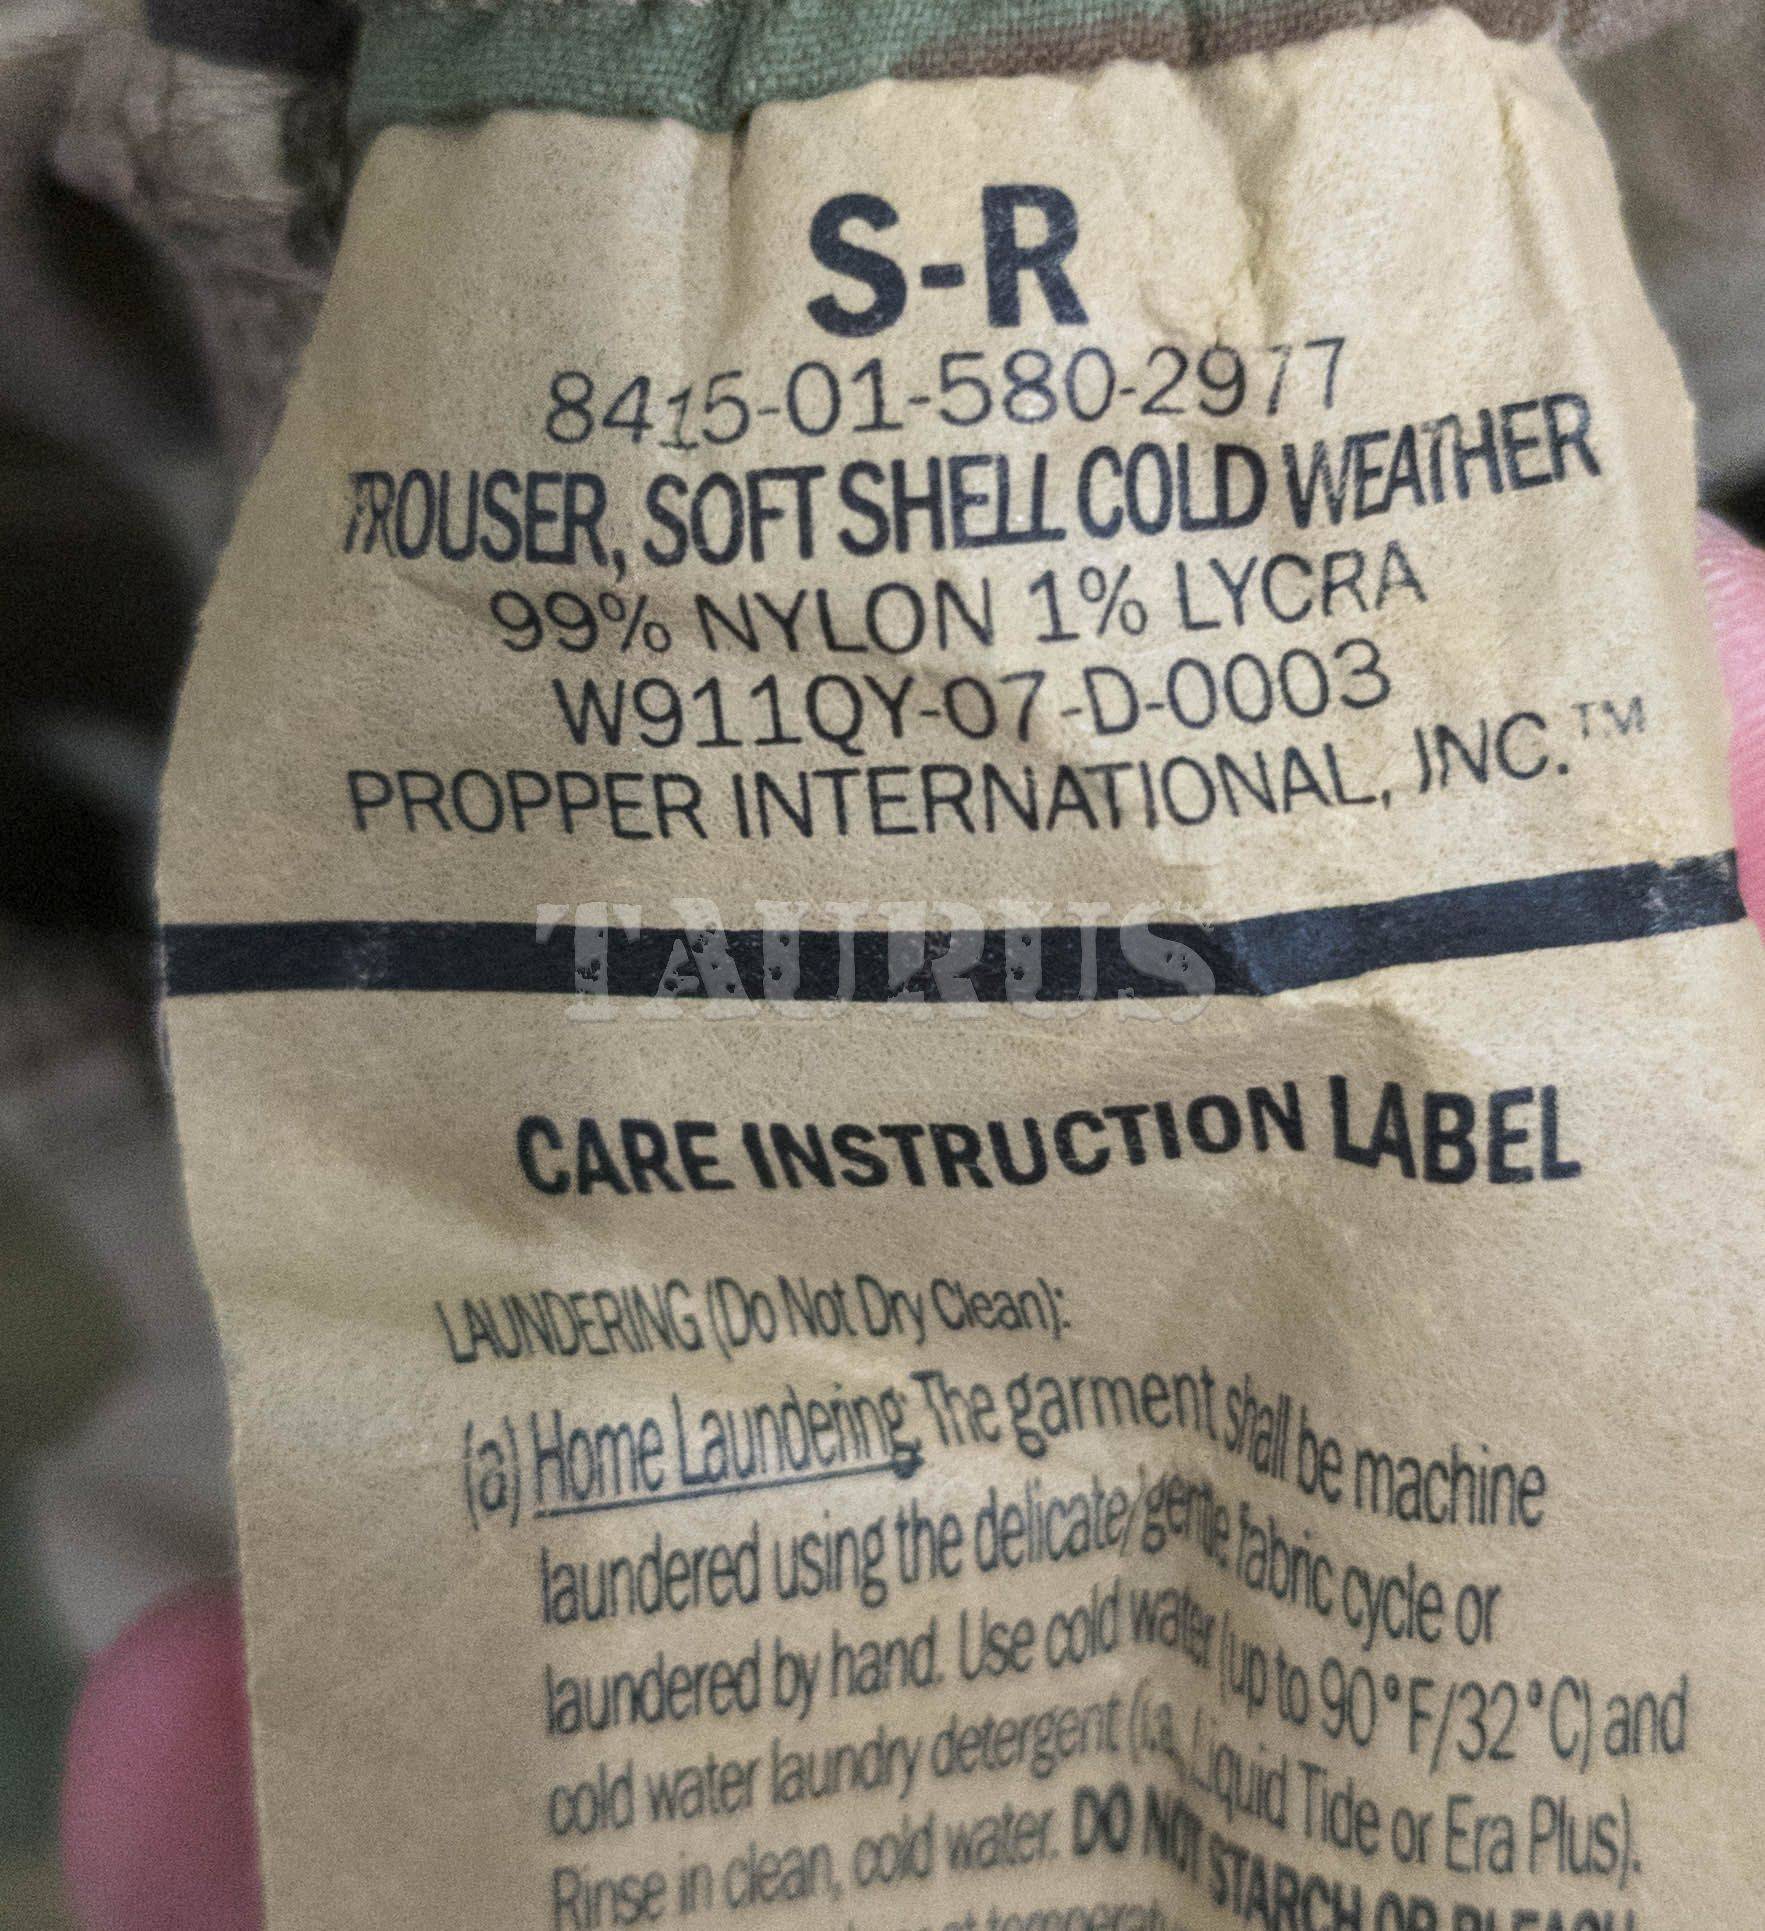 S-R
8415-01-580-2977
TROUSER, SOFT SHELL COLD WEATHER
99% NYLON 1% LYCRA
W911QY-07-D-0003
PROPPER INTERNATIONAL, INC.™
TAURUS
CARE INSTRUCTION LABEL
LAUNDERING (Do Not Dry Clean):
(a) Home Laundering: The garment shall be machine
laundered using the delicate/gentle fabric cycle or
laundered by hand. Use cold water (up to 90°F/32°C) and
cold water laundry detergent (i.e. Liquid Tide or Era Plus).
Rinse in clean, cold water. DO NOT STARCH OR BLEACH